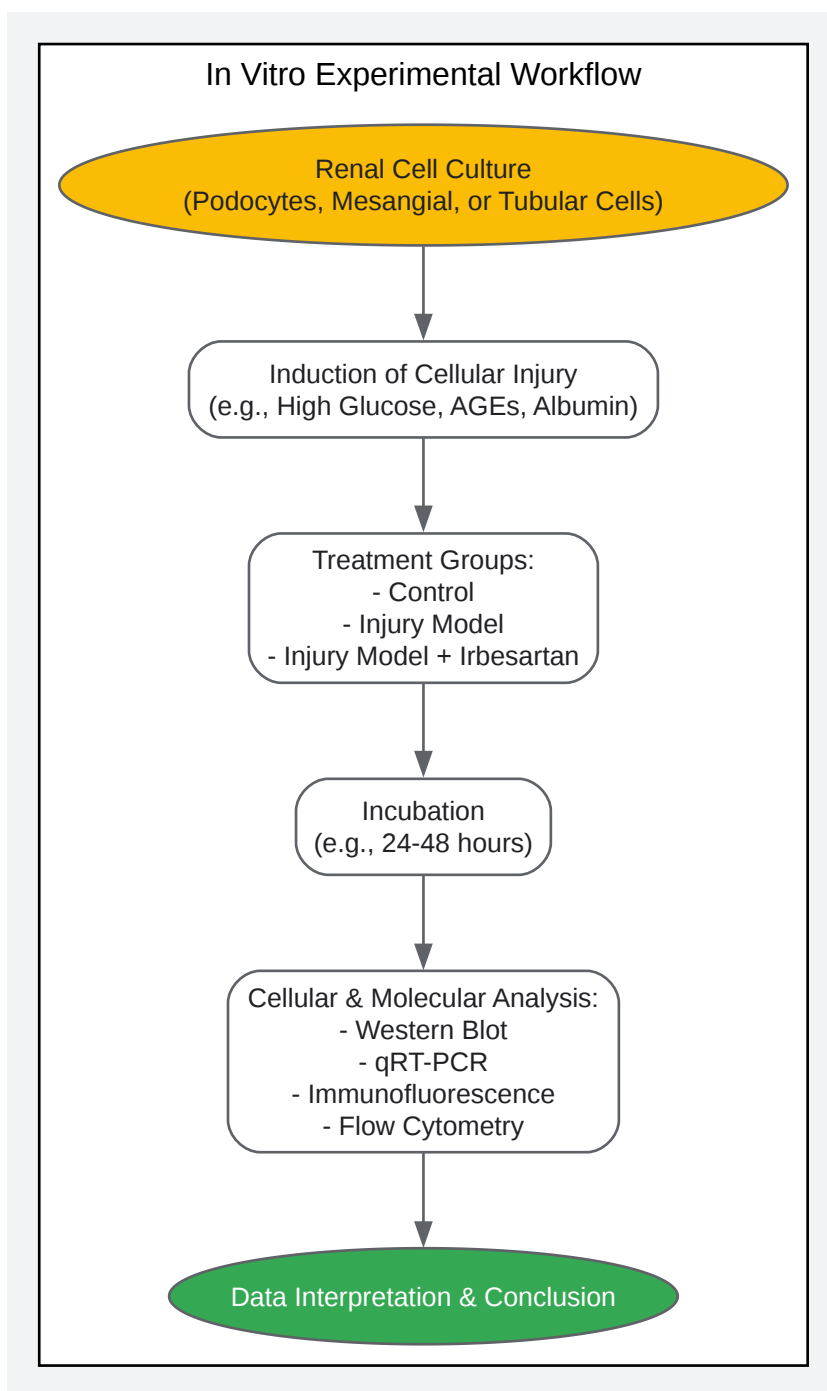 In Vitro Experimental Workflow
Renal Cell Culture
(Podocytes, Mesangial, or Tubular Cells)
Induction of Cellular Injury
(e.g., High Glucose, AGEs, Albumin)
Treatment Groups:
- Control
- Injury Model
- Injury Model + Irbesartan
Incubation
(e.g., 24-48 hours)
Cellular & Molecular Analysis:
- Western Blot
- qRT-PCR
- Immunofluorescence
- Flow Cytometry
Data Interpretation & Conclusion